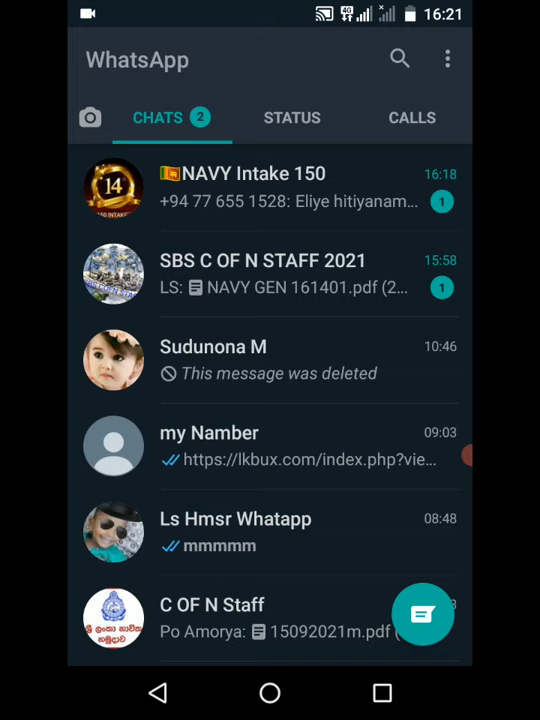 4G 16:21
WhatsApp
CHATS 2 STATUS CALLS
🇱🇰NAVY Intake 150 16:18
+94 77 655 1528: Eliye hitiyanam... 1
SBS C OF N STAFF 2021 15:58
LS: NAVY GEN 161401.pdf (2... 1
Sudunona M 10:46
This message was deleted
my Namber 09:03
https://lkbux.com/index.php?vie...
Ls Hmsr Whatapp 08:48
mmmmm
14
C OF N Staff
Po Amorya: 15092021m.pdf (
ශ්‍රී ලංකා නාවික
හමුදාව